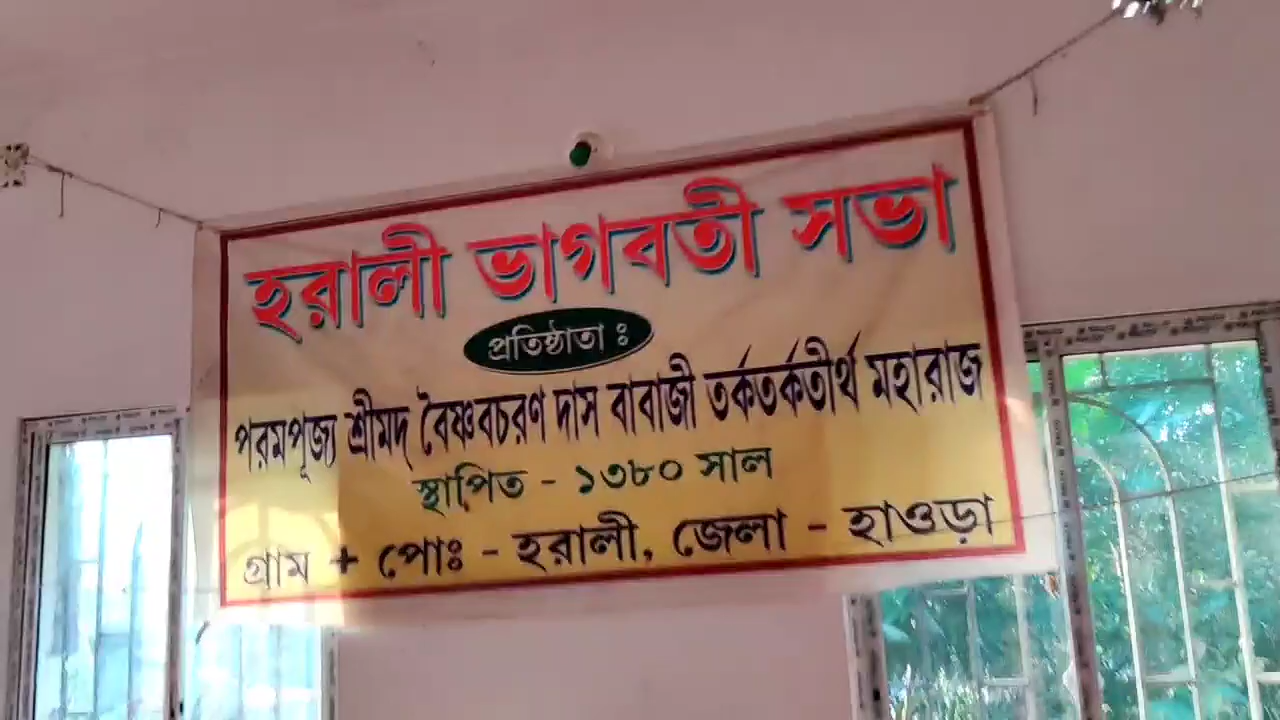 হরালী ভাগবতী সভা
প্রতিষ্ঠাতা ঃ
পরমপূজ্য শ্রীমদ্ বৈষ্ণবচরণ দাস বাবাজী তর্কতর্কতীর্থ মহারাজ
স্থাপিত - ১৩৮০ সাল
গ্রাম + পোঃ - হরালী, জেলা - হাওড়া